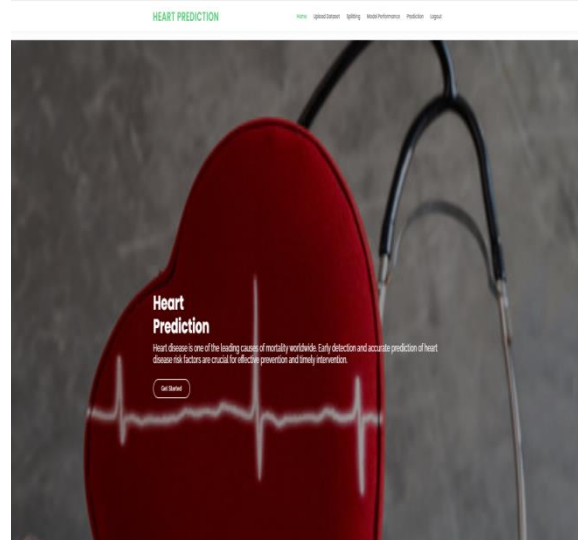 HEART PREDICTION
Home Upload Dataset Splitting Model Performance Prediction Logout
Heart
Prediction
Heart disease is one of the leading causes of mortality worldwide. Early detection and accurate prediction of heart
disease risk factors are crucial for effective prevention and timely intervention.
Get Started